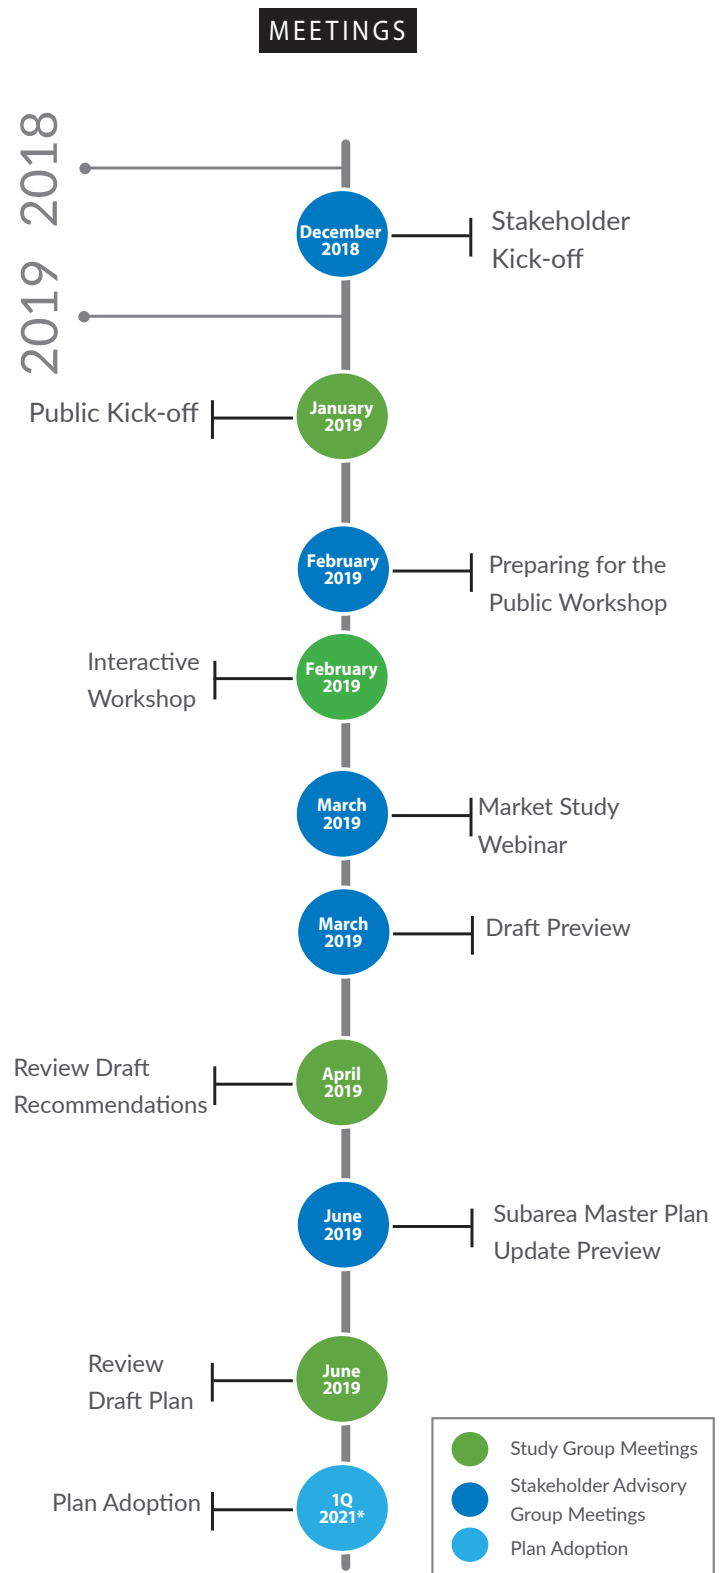 MEETINGS
2018
December
2018
Stakeholder
Kick-off
2019
Public Kick-off
January
2019
February
2019
Preparing for the
Public Workshop
Interactive
Workshop
February
2019
March
2019
Market Study
Webinar
March
2019
Draft Preview
Review Draft
Recommendations
April
2019
June
2019
Subarea Master Plan
Update Preview
Review
Draft Plan
June
2019
Plan Adoption
1Q
2021*
Study Group Meetings
Stakeholder Advisory
Group Meetings
Plan Adoption